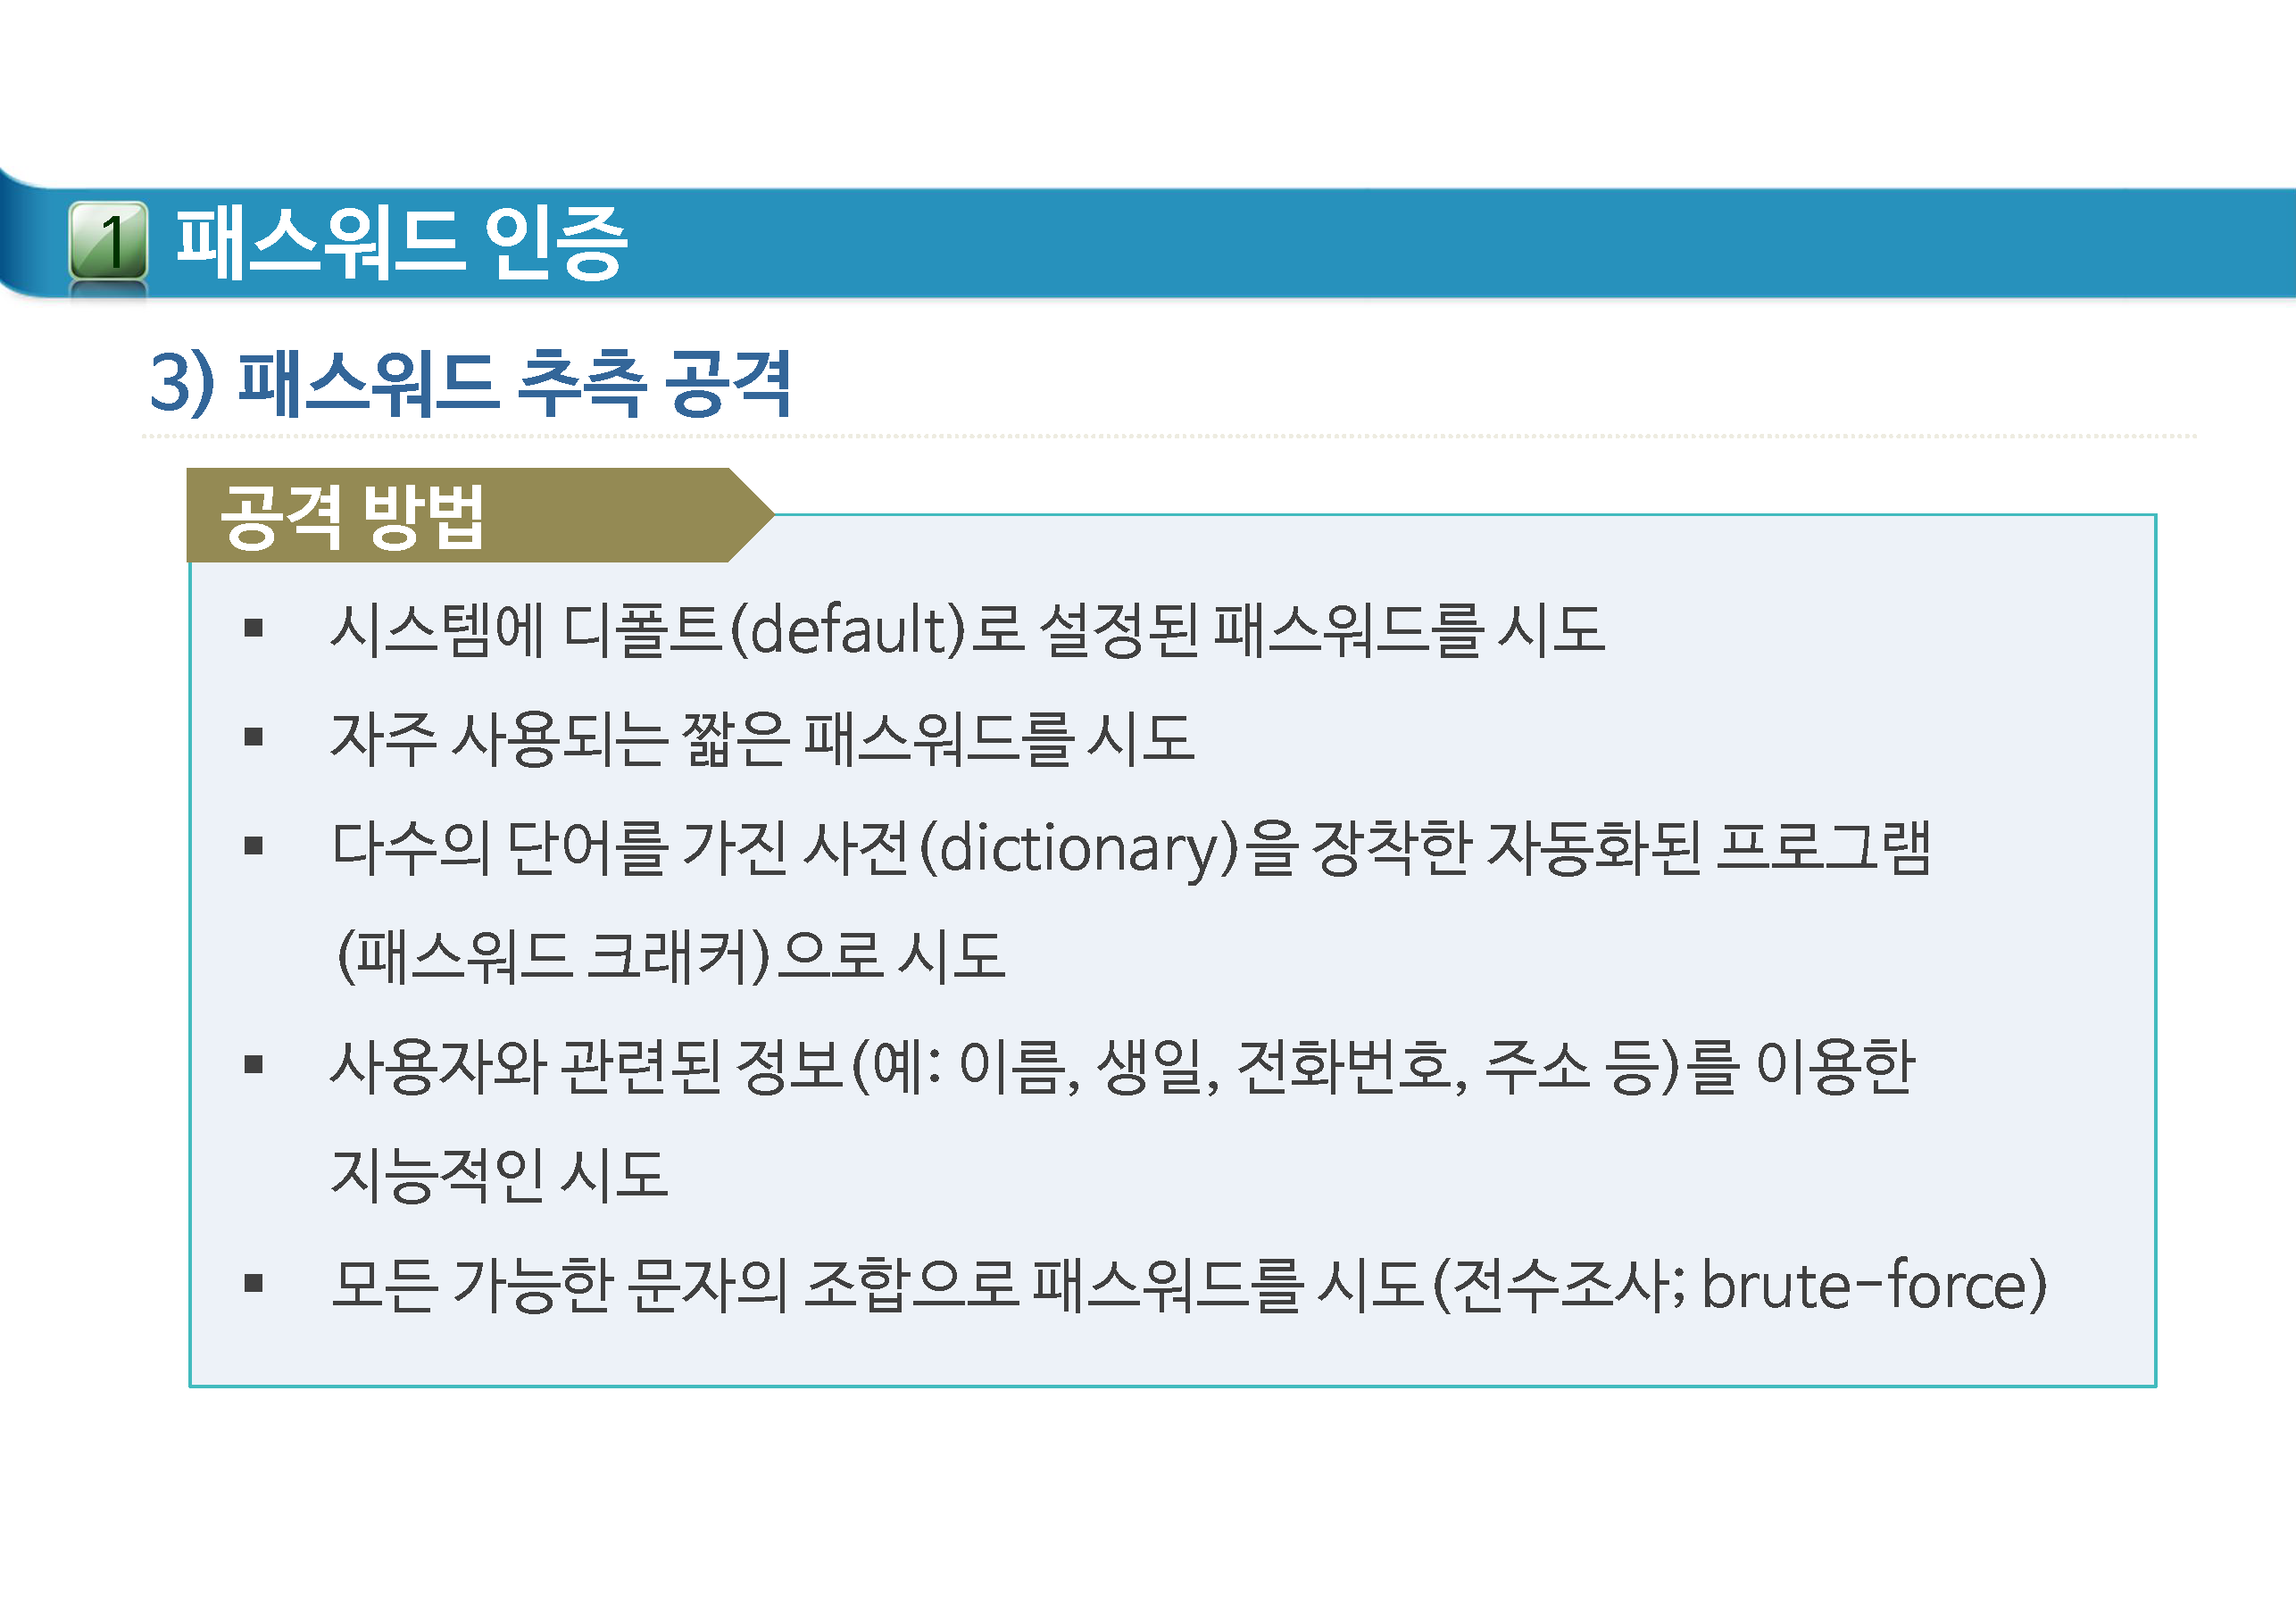 1 패스워드 인증
3) 패스워드 추측 공격
공격 방법
▪ 시스템에 디폴트(default)로 설정된 패스워드를 시도
▪ 자주 사용되는 짧은 패스워드를 시도
▪ 다수의 단어를 가진 사전(dictionary)을 장착한 자동화된 프로그램
(패스워드 크래커)으로 시도
▪ 사용자와 관련된 정보(예: 이름, 생일, 전화번호, 주소 등)를 이용한
지능적인 시도
▪ 모든 가능한 문자의 조합으로 패스워드를 시도(전수조사; brute-force)